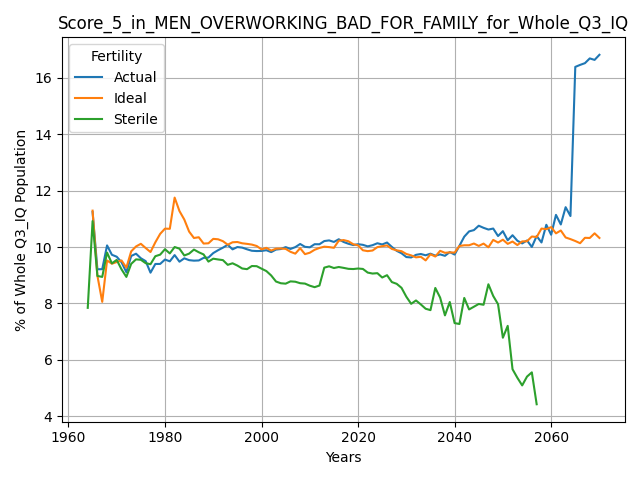 Score_5_in_MEN_OVERWORKING_BAD_FOR_FAMILY_for_Whole_Q3_IQ
Fertility
Actual
Ideal
Sterile
% of Whole Q3_IQ Population
16
14
12
10
8
6
4
1960
1980
2000
2020
2040
2060
Years